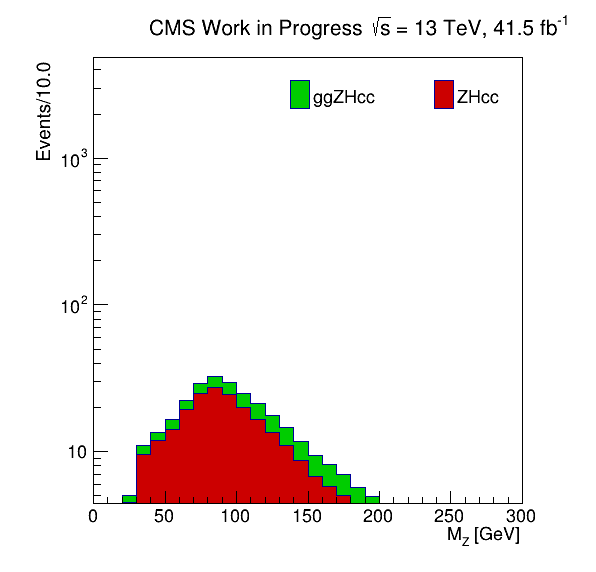 CMS Work in Progress √s = 13 TeV, 41.5 fb⁻¹
Events/10.0
ggZHcc
ZHcc
10³
10²
10
0 50 100 150 200 250 300
M_Z [GeV]